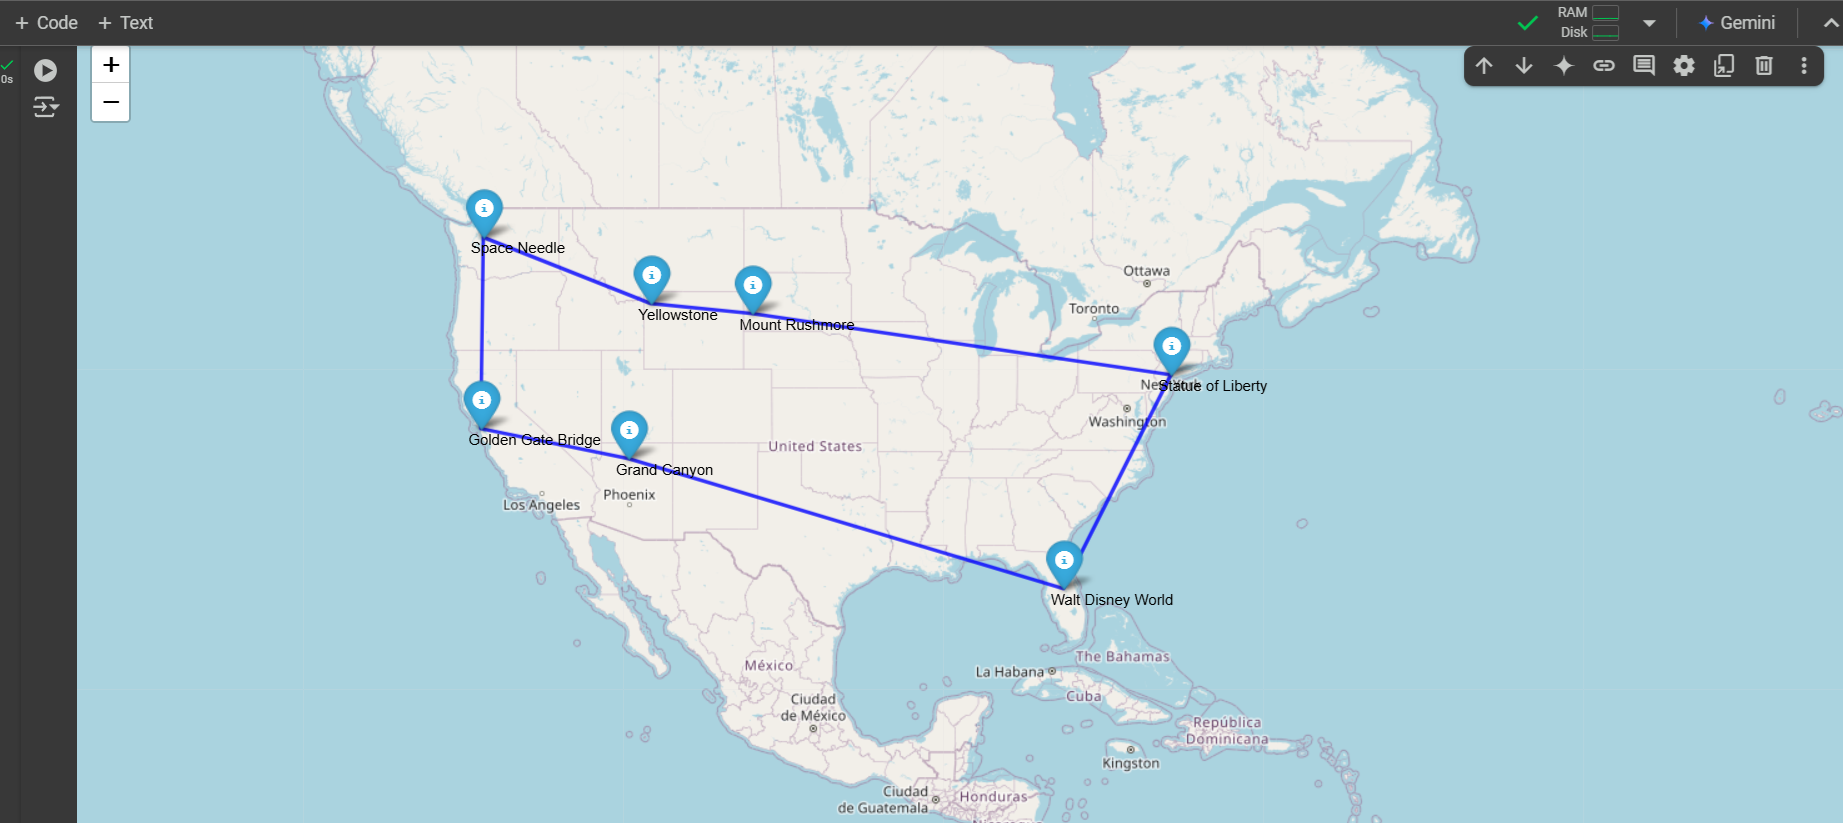 + Code + Text
RAM
Disk
Gemini
0s
+
−
Space Needle
Yellowstone
Mount Rushmore
Ottawa
Toronto
Statue of Liberty
Washington
Golden Gate Bridge
United States
Grand Canyon
Los Angeles
Phoenix
Walt Disney World
México
La Habana
The Bahamas
Cuba
Ciudad
de México
República
Dominicana
Kingston
Ciudad
de Guatemala
Honduras